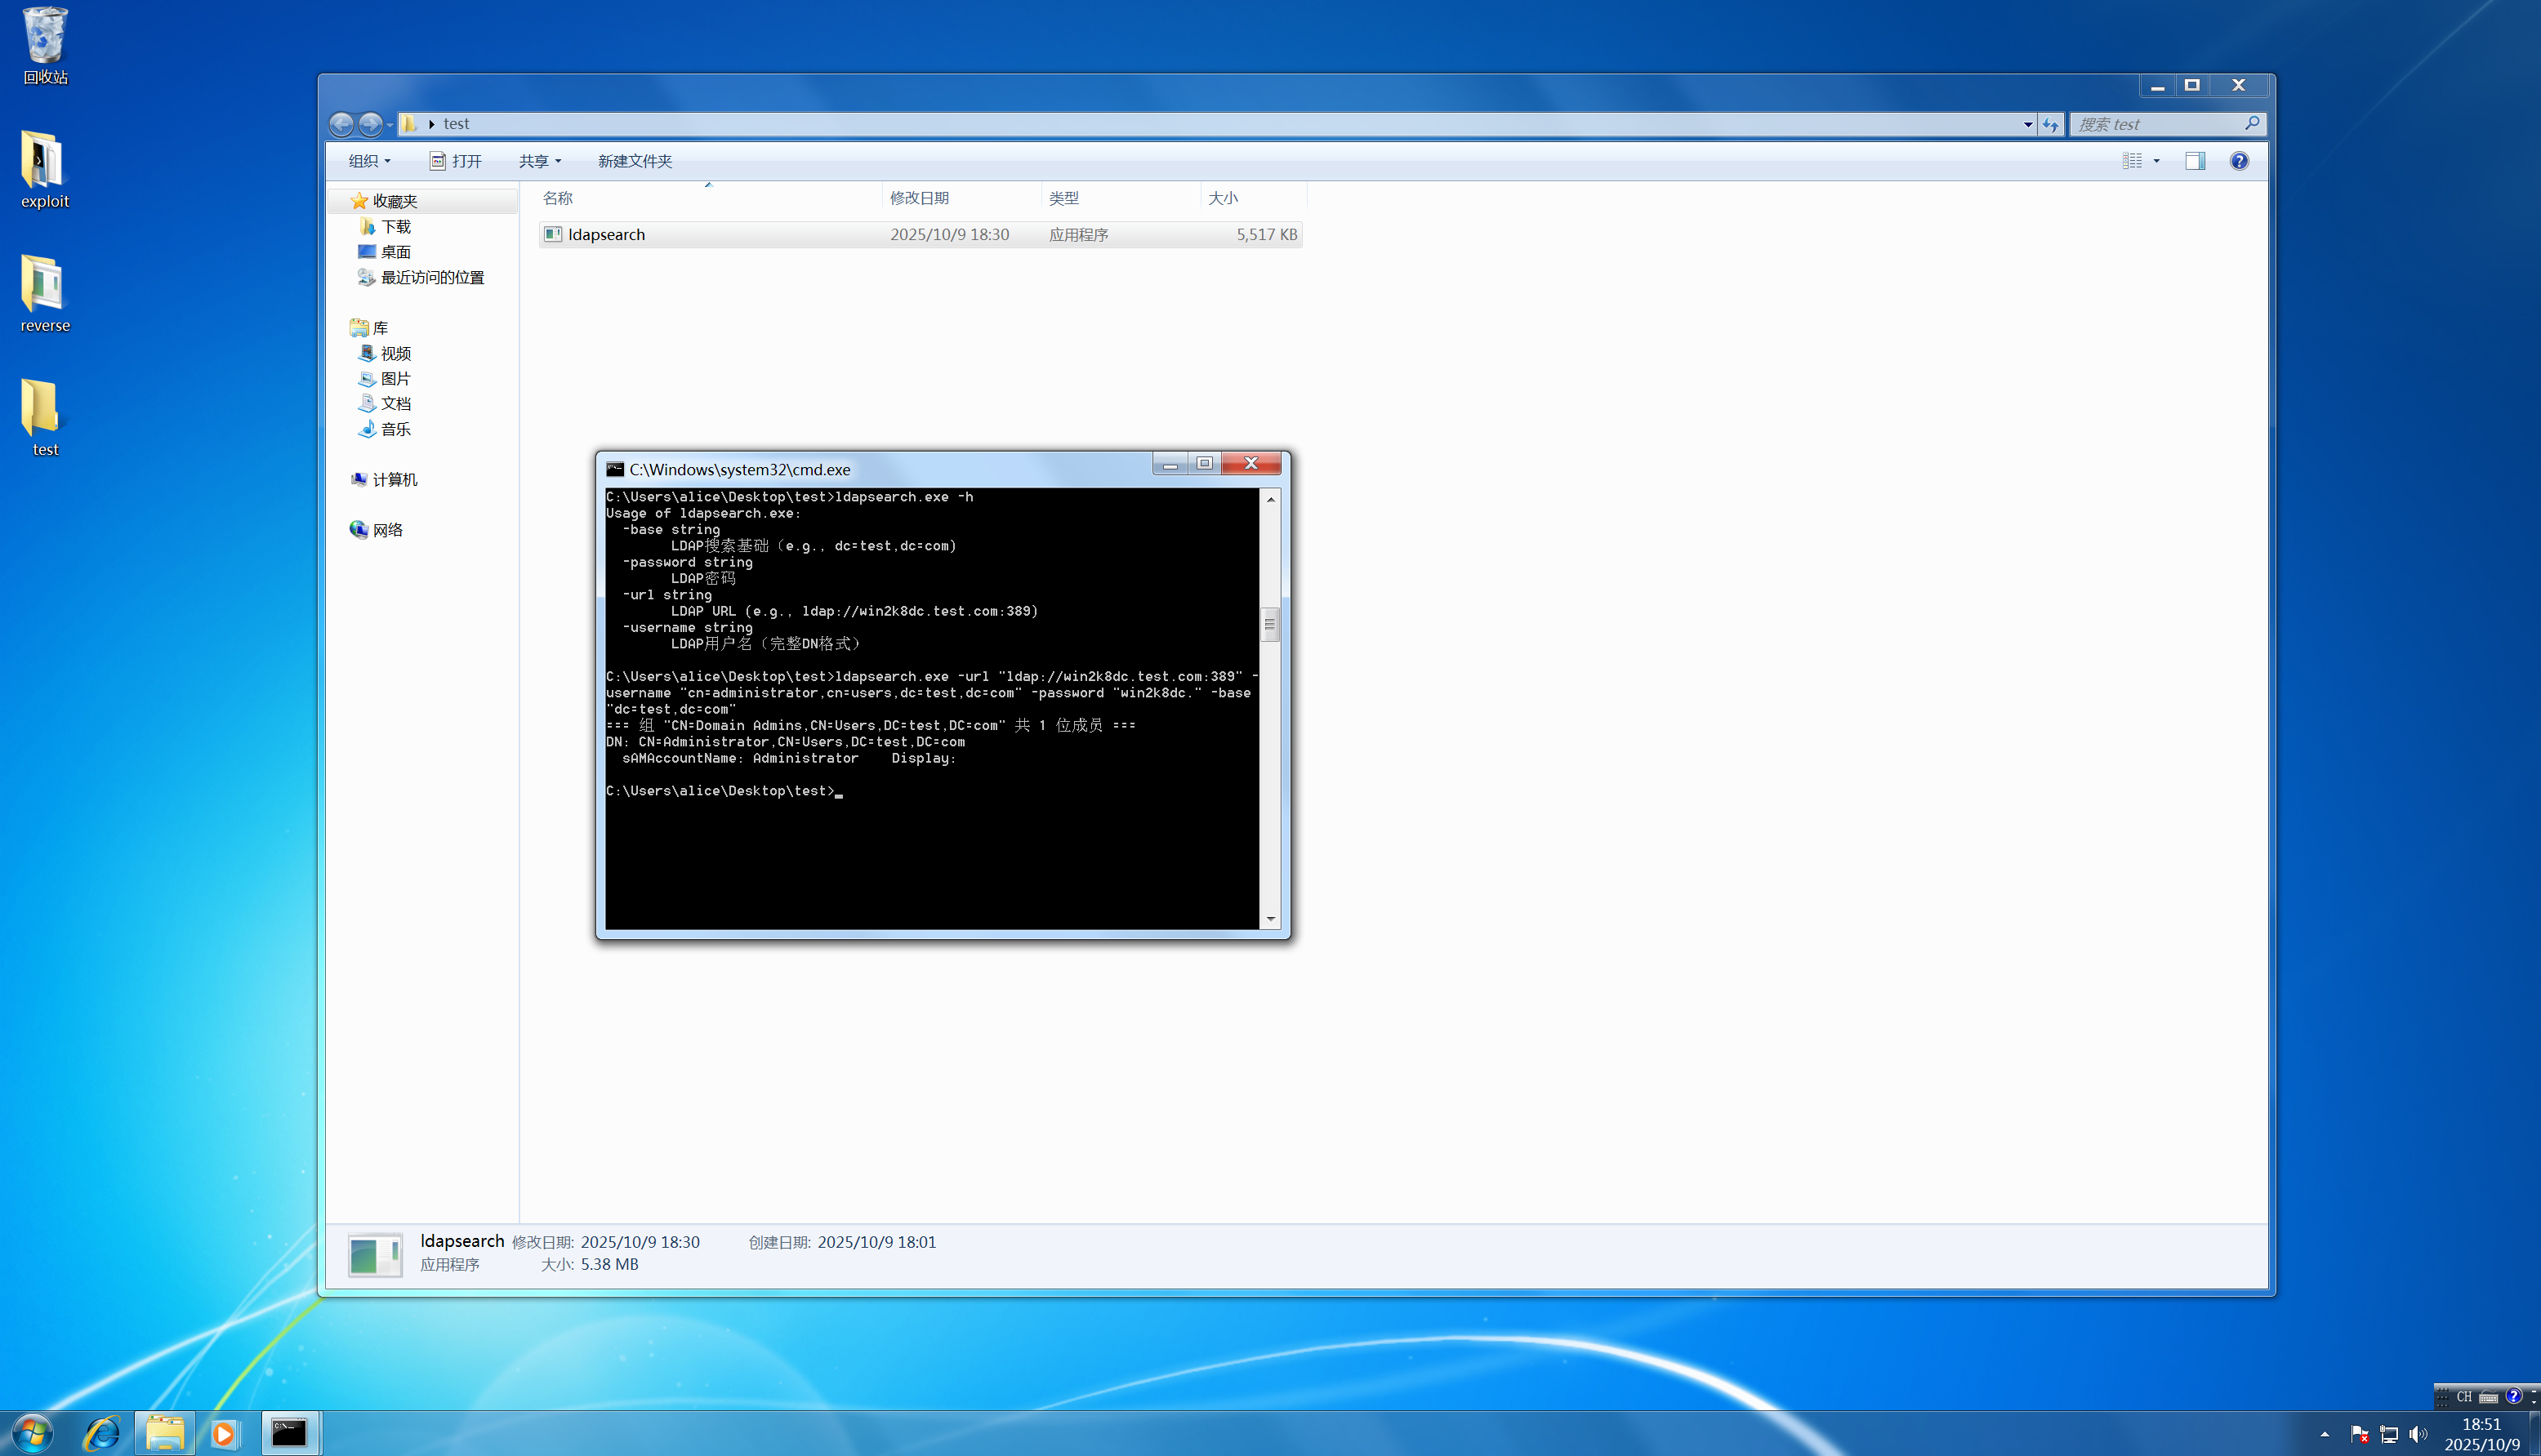 回收站
exploit
reverse
test
test
搜索 test
组织
打开
共享
新建文件夹
收藏夹
下载
桌面
最近访问的位置
库
视频
图片
文档
音乐
计算机
网络
名称 修改日期 类型 大小
ldapsearch 2025/10/9 18:30 应用程序 5,517 KB
C:\Windows\system32\cmd.exe
C:\Users\alice\Desktop\test>ldapsearch.exe -h
Usage of ldapsearch.exe:
-base string
LDAP搜索基础（e.g., dc=test,dc=com)
-password string
LDAP密码
-url string
LDAP URL (e.g., ldap://win2k8dc.test.com:389)
-username string
LDAP用户名（完整DN格式）
C:\Users\alice\Desktop\test>ldapsearch.exe -url "ldap://win2k8dc.test.com:389" -
username "cn=administrator,cn=users,dc=test,dc=com" -password "win2k8dc." -base
"dc=test,dc=com"
=== 组 "CN=Domain Admins,CN=Users,DC=test,DC=com" 共 1 位成员 ===
DN: CN=Administrator,CN=Users,DC=test,DC=com
sAMAccountName: Administrator    Display:
C:\Users\alice\Desktop\test>
ldapsearch 修改日期: 2025/10/9 18:30 创建日期: 2025/10/9 18:01
应用程序 大小: 5.38 MB
CH
18:51
2025/10/9